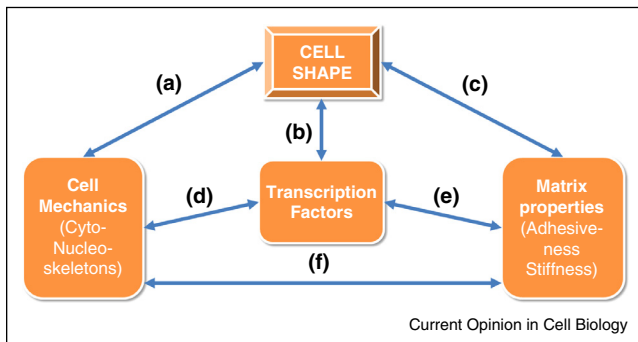 CELL
SHAPE
(a)
(c)
(b)
Cell
Mechanics
(Cyto-
Nucleo-
skeletons)
(d)
Transcription
Factors
(e)
Matrix
properties
(Adhesive-
ness
Stiffness)
(f)
Current Opinion in Cell Biology